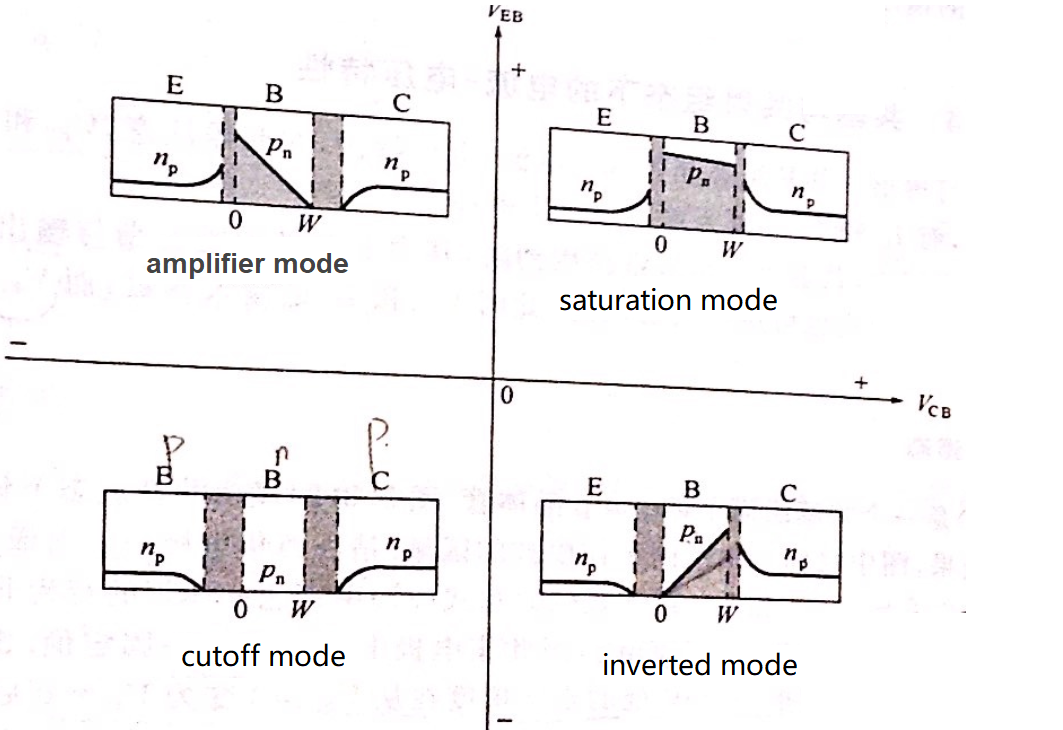 V_EB
+
E B C
n_p p_n n_p
0 W
amplifier mode
E B C
n_p p_n n_p
0 W
saturation mode
−
0
+
V_CB
P n P
B B C
n_p p_n n_p
0 W
cutoff mode
E B C
n_p p_n n_p
0 W
inverted mode
−